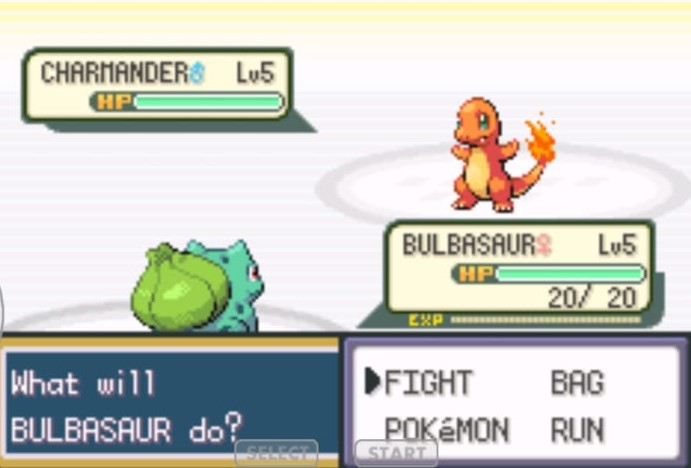 CHARMANDER♂ Lv5
HP
BULBASAUR♀ Lv5
HP
20/ 20
EXP
What will
BULBASAUR do?
FIGHT BAG
POKéMON RUN
SELECT START